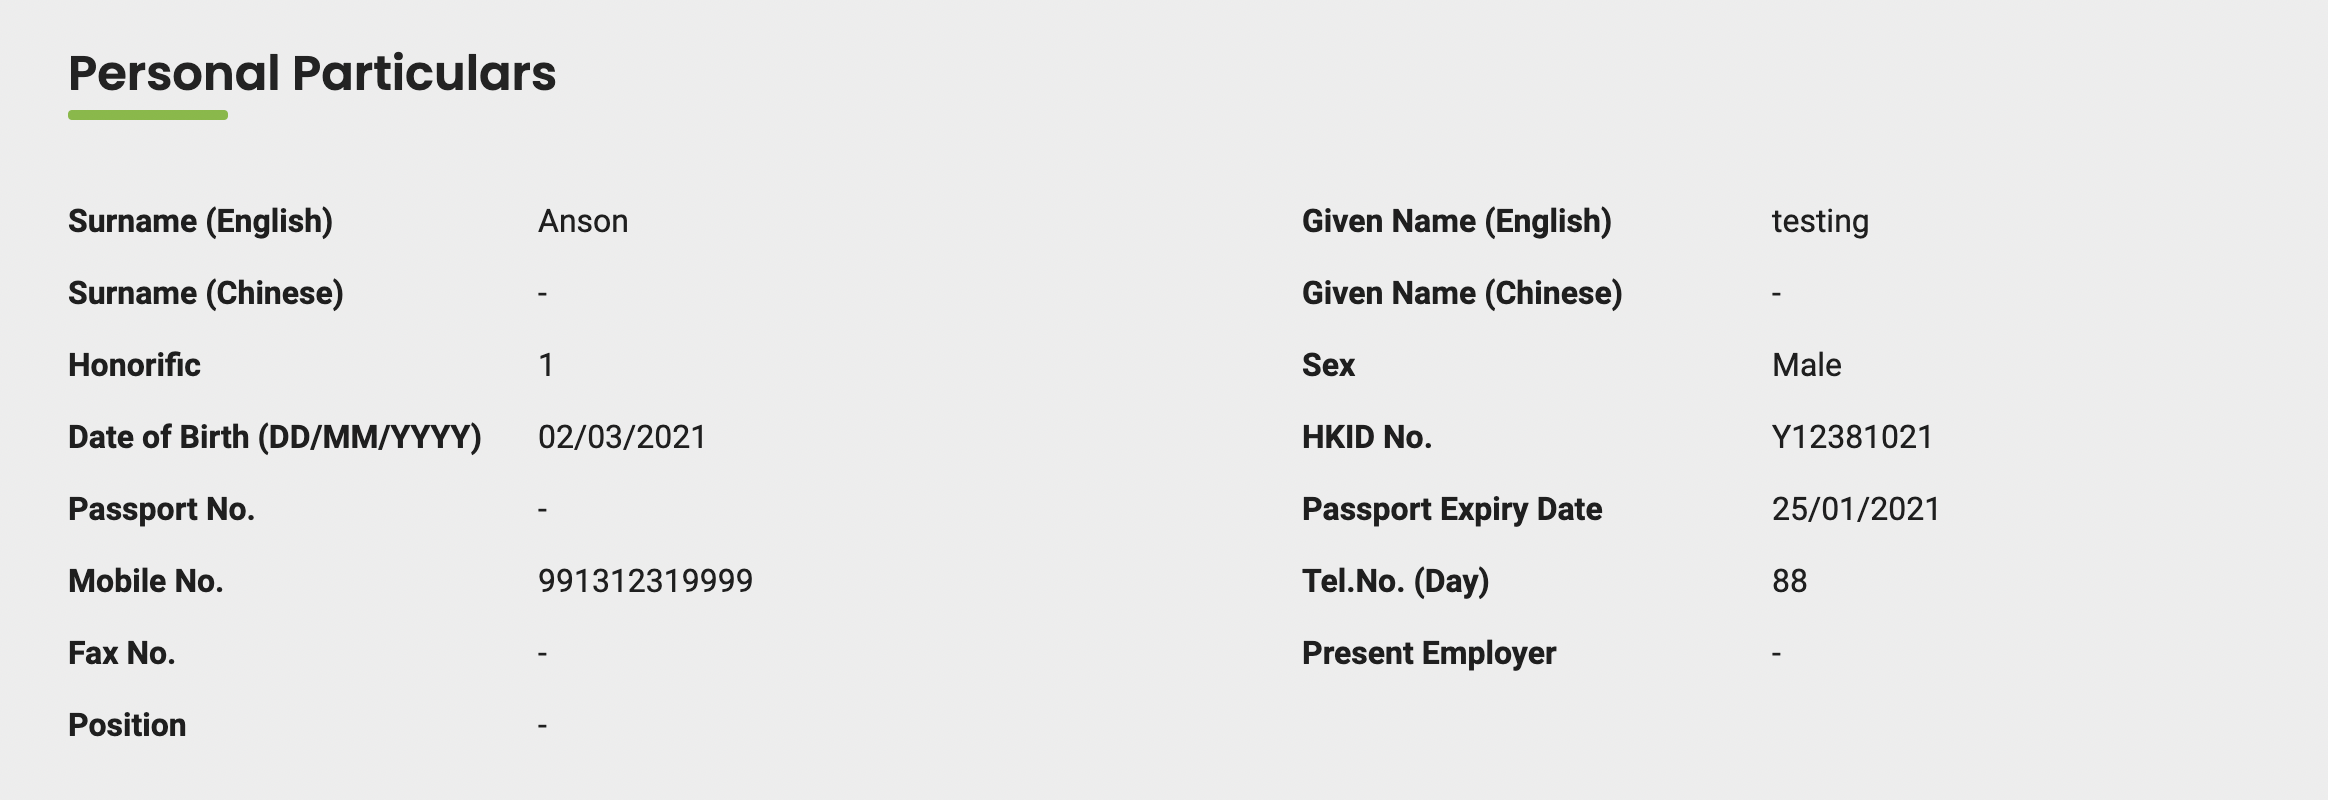 Personal Particulars
Surname (English) Anson Given Name (English) testing
Surname (Chinese) - Given Name (Chinese) -
Honorific 1 Sex Male
Date of Birth (DD/MM/YYYY) 02/03/2021 HKID No. Y12381021
Passport No. - Passport Expiry Date 25/01/2021
Mobile No. 991312319999 Tel.No. (Day) 88
Fax No. - Present Employer -
Position -